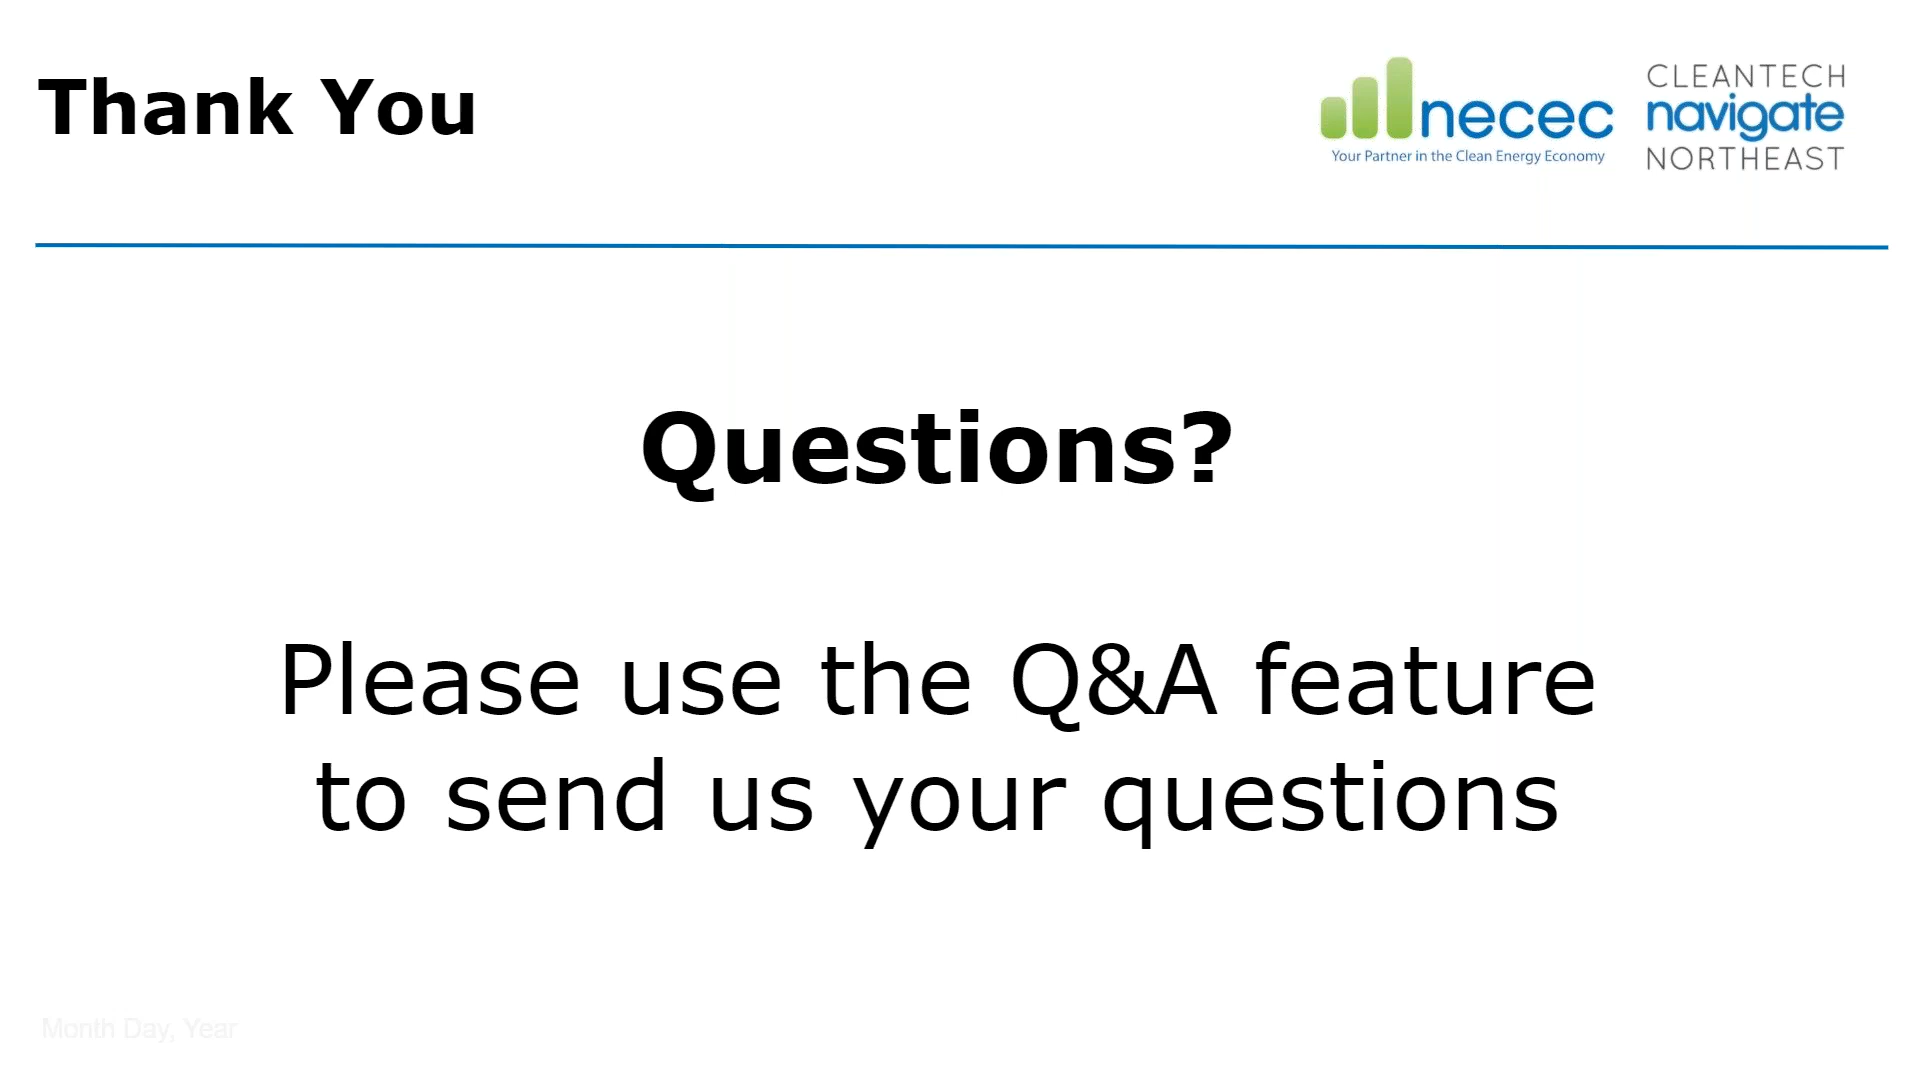 Thank You
necec
Your Partner in the Clean Energy Economy
CLEANTECH
navigate
NORTHEAST
Questions?
Please use the Q&A feature
to send us your questions
Month Day, Year